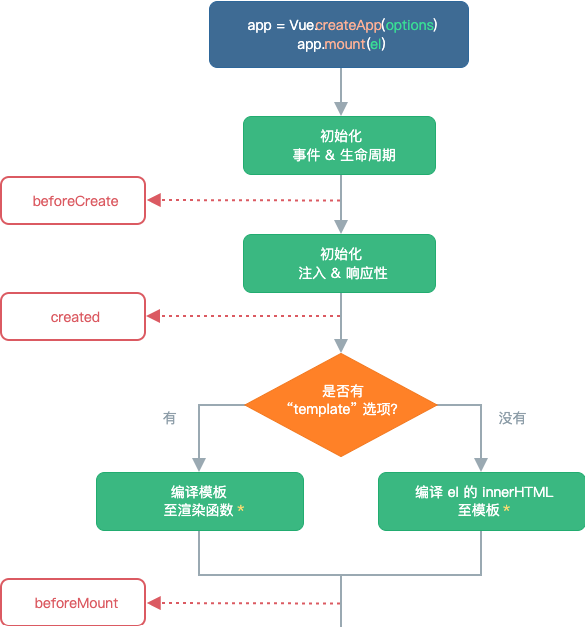 app = Vue.createApp(options)
app.mount(el)
初始化
事件 & 生命周期
beforeCreate
初始化
注入 & 响应性
created
是否有
“template” 选项?
有
没有
编译模板
至渲染函数 *
编译 el 的 innerHTML
至模板 *
beforeMount